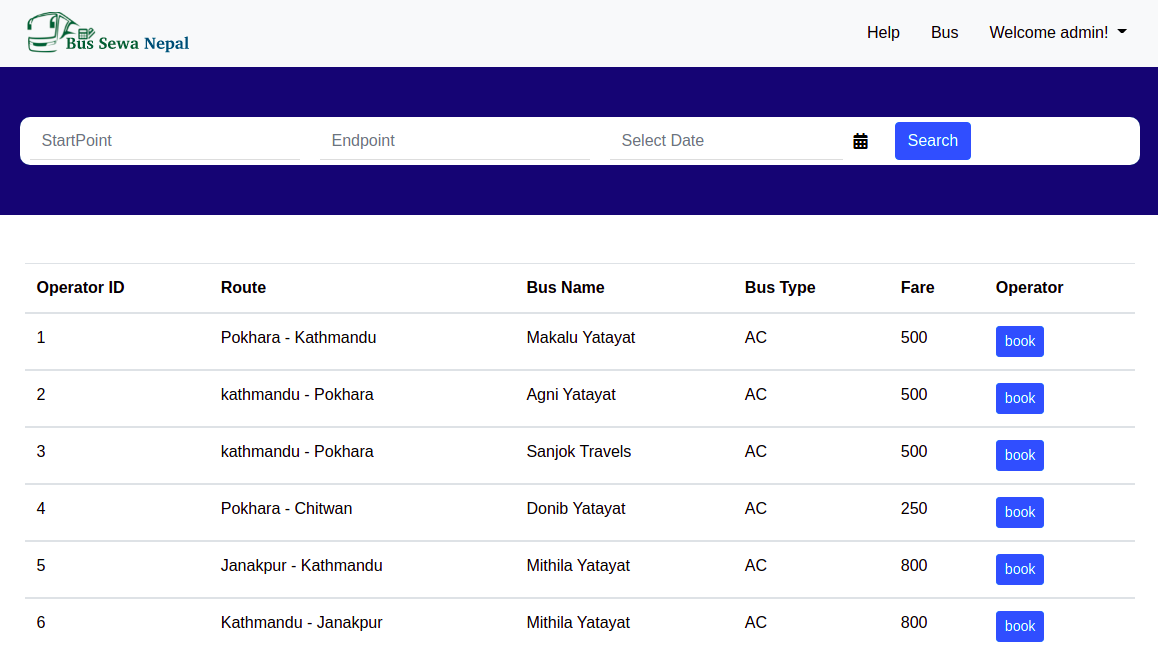 Bus Sewa Nepal
Help Bus Welcome admin!
StartPoint Endpoint Select Date Search
Operator ID Route Bus Name Bus Type Fare Operator
1 Pokhara - Kathmandu Makalu Yatayat AC 500 book
2 kathmandu - Pokhara Agni Yatayat AC 500 book
3 kathmandu - Pokhara Sanjok Travels AC 500 book
4 Pokhara - Chitwan Donib Yatayat AC 250 book
5 Janakpur - Kathmandu Mithila Yatayat AC 800 book
6 Kathmandu - Janakpur Mithila Yatayat AC 800 book